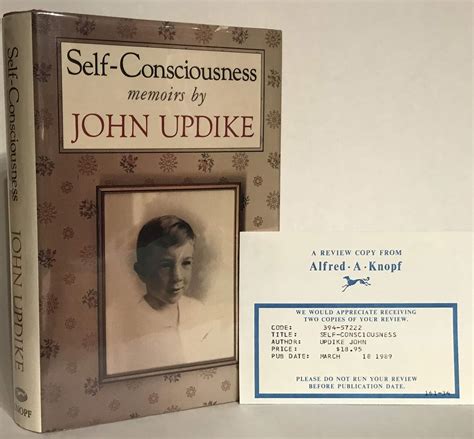 Self-Consciousness
memoirs by
JOHN UPDIKE
Self-Consciousness
JOHN UPDIKE
KNOPF
A REVIEW COPY FROM
Alfred · A · Knopf
WE WOULD APPRECIATE RECEIVING
TWO COPIES OF YOUR REVIEW.
CODE: 394-57222
TITLE: SELF-CONSCIOUSNESS
AUTHOR: UPDIKE JOHN
PRICE: $18.95
PUB DATE: MARCH 16 1989
PLEASE DO NOT RUN YOUR REVIEW
BEFORE PUBLICATION DATE.